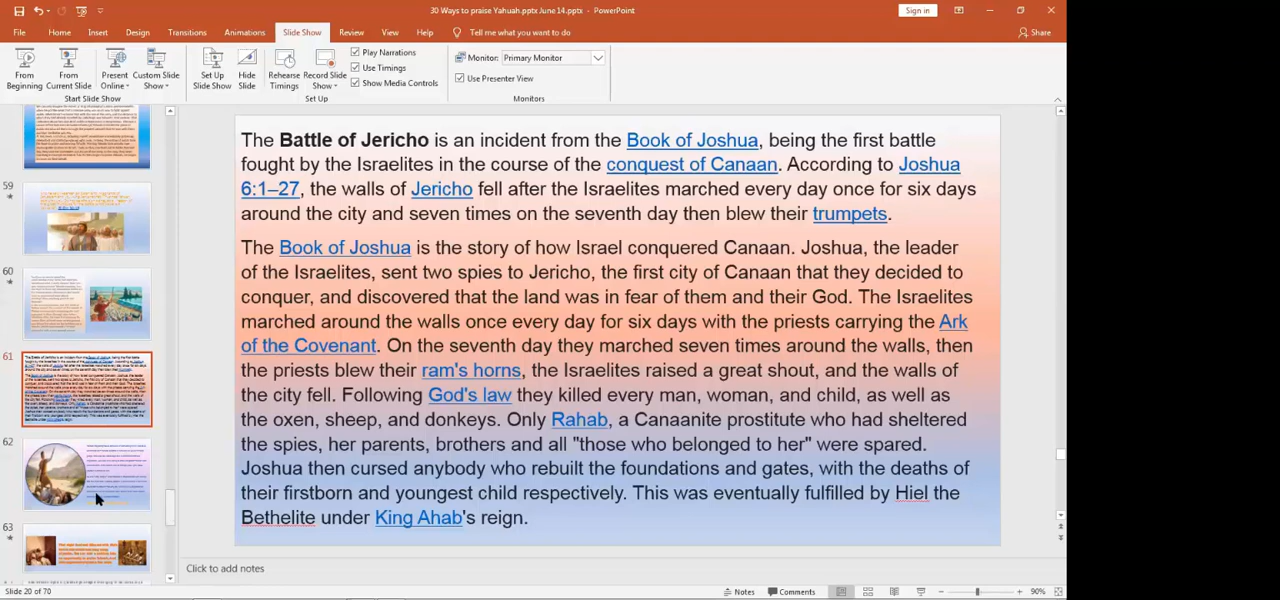 30 Ways to praise Yahuah.pptx June 14.pptx - PowerPoint
Sign in
File Home Insert Design Transitions Animations Slide Show Review View Help Tell me what you want to do Share
From Beginning
From Current Slide
Present Online
Custom Slide Show
Start Slide Show
Set Up Slide Show
Hide Slide
Rehearse Timings
Record Slide Show
Play Narrations
Use Timings
Show Media Controls
Set Up
Monitor: Primary Monitor
Use Presenter View
Monitors
59
60
61
62
63
The Battle of Jericho is an incident from the Book of Joshua, being the first battle
fought by the Israelites in the course of the conquest of Canaan. According to Joshua
6:1–27, the walls of Jericho fell after the Israelites marched every day once for six days
around the city and seven times on the seventh day then blew their trumpets.
The Book of Joshua is the story of how Israel conquered Canaan. Joshua, the leader
of the Israelites, sent two spies to Jericho, the first city of Canaan that they decided to
conquer, and discovered that the land was in fear of them and their God. The Israelites
marched around the walls once every day for six days with the priests carrying the Ark
of the Covenant. On the seventh day they marched seven times around the walls, then
the priests blew their ram's horns, the Israelites raised a great shout, and the walls of
the city fell. Following God's law they killed every man, woman, and child, as well as
the oxen, sheep, and donkeys. Only Rahab, a Canaanite prostitute who had sheltered
the spies, her parents, brothers and all "those who belonged to her" were spared.
Joshua then cursed anybody who rebuilt the foundations and gates, with the deaths of
their firstborn and youngest child respectively. This was eventually fulfilled by Hiel the
Bethelite under King Ahab's reign.
Click to add notes
Slide 20 of 70
Notes Comments 90%